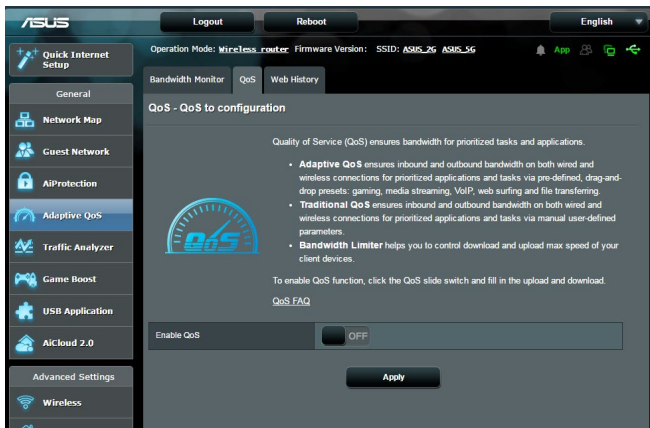 ASUS
Logout
Reboot
English
Quick Internet
Setup
Operation Mode: Wireless router Firmware Version: SSID: ASUS_2G ASUS_5G
App
Bandwidth Monitor
QoS
Web History
General
Network Map
Guest Network
AiProtection
Adaptive QoS
Traffic Analyzer
Game Boost
USB Application
AiCloud 2.0
Advanced Settings
Wireless
QoS - QoS to configuration
Quality of Service (QoS) ensures bandwidth for prioritized tasks and applications.
• Adaptive QoS ensures inbound and outbound bandwidth on both wired and
wireless connections for prioritized applications and tasks via pre-defined, drag-and-
drop presets: gaming, media streaming, VoIP, web surfing and file transferring.
• Traditional QoS ensures inbound and outbound bandwidth on both wired and
wireless connections for prioritized applications and tasks via manual user-defined
parameters.
• Bandwidth Limiter helps you to control download and upload max speed of your
client devices.
QoS
To enable QoS function, click the QoS slide switch and fill in the upload and download.
QoS FAQ
Enable QoS
OFF
Apply